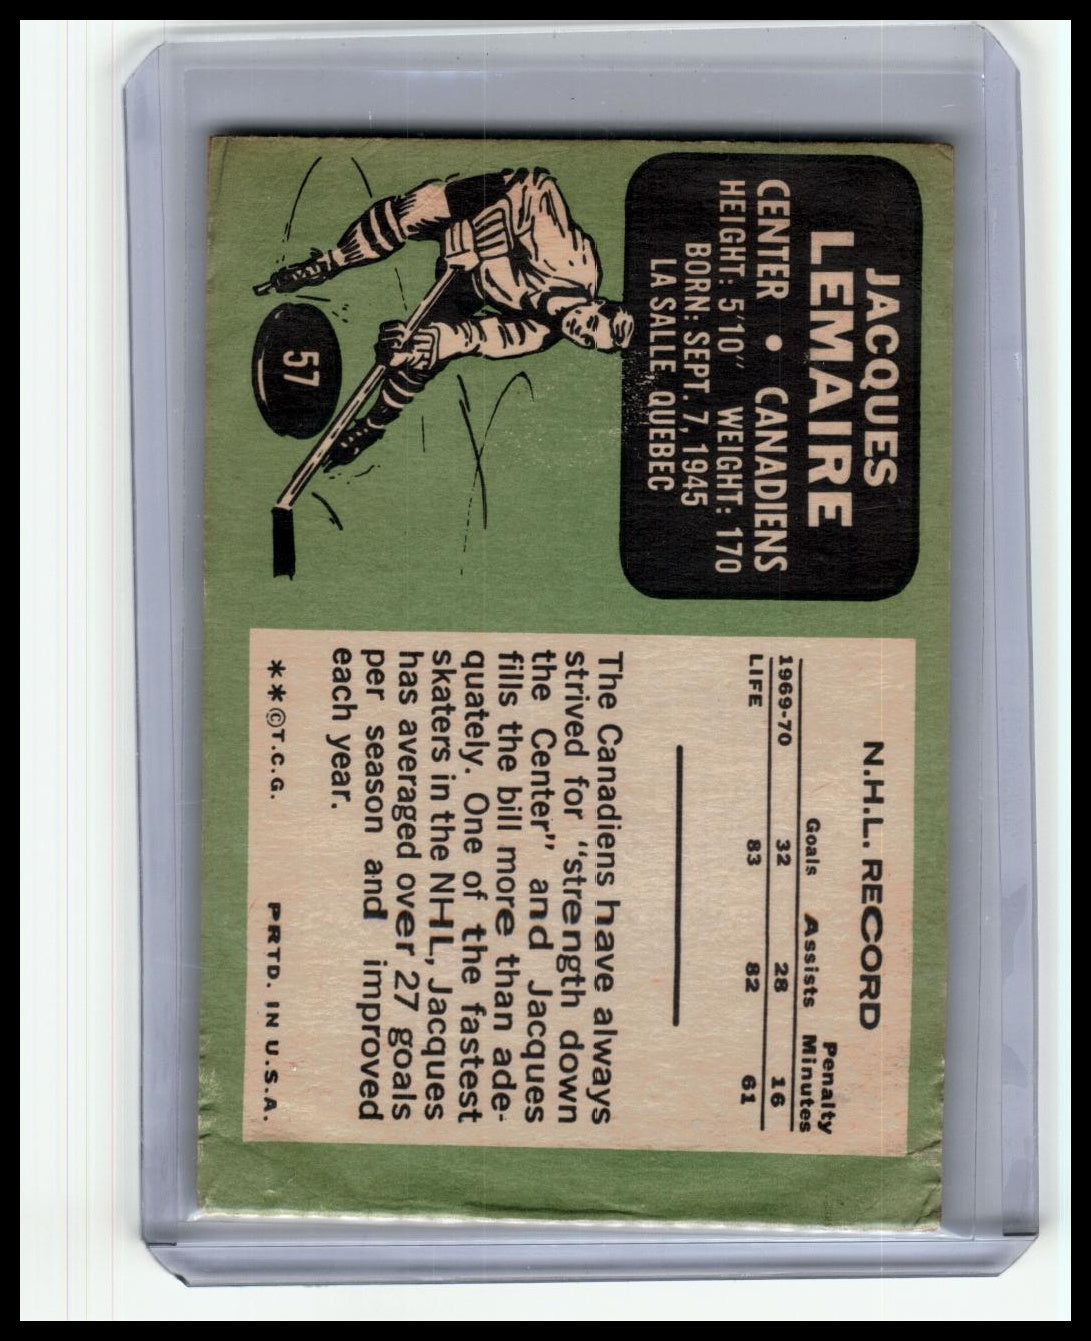 JACQUES
LEMAIRE
CENTER • CANADIENS
HEIGHT: 5'10" WEIGHT: 170
BORN: SEPT. 7, 1945
LA SALLE, QUEBEC
57
N.H.L. RECORD
Goals Assists Penalty Minutes
1969-70 32 28 16
LIFE 83 82 61
The Canadiens have always
strived for "strength down
the Center" and Jacques
fills the bill more than ade-
quately. One of the fastest
skaters in the NHL, Jacques
has averaged over 27 goals
per season and improved
each year.
**©T.C.G. PRTD. IN U.S.A.